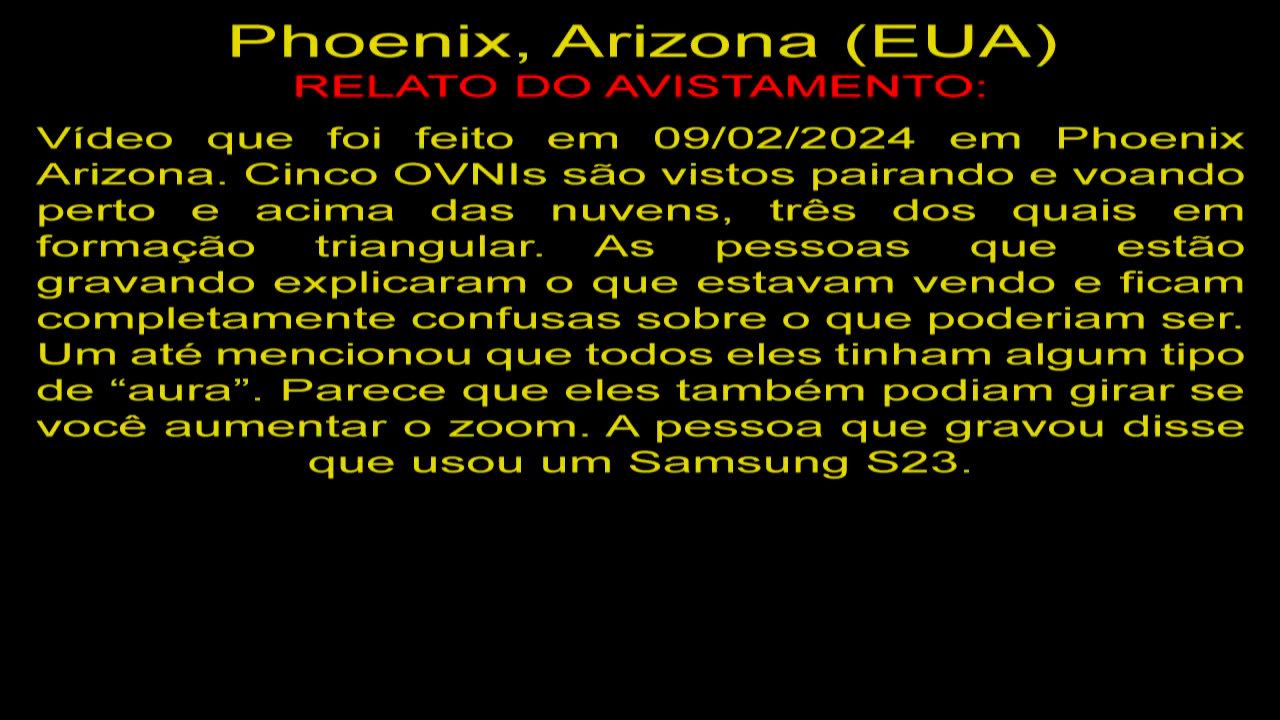 Phoenix, Arizona (EUA)
RELATO DO AVISTAMENTO:
Vídeo que foi feito em 09/02/2024 em Phoenix
Arizona. Cinco OVNIs são vistos pairando e voando
perto e acima das nuvens, três dos quais em
formação triangular. As pessoas que estão
gravando explicaram o que estavam vendo e ficam
completamente confusas sobre o que poderiam ser.
Um até mencionou que todos eles tinham algum tipo
de “aura”. Parece que eles também podiam girar se
você aumentar o zoom. A pessoa que gravou disse
que usou um Samsung S23.